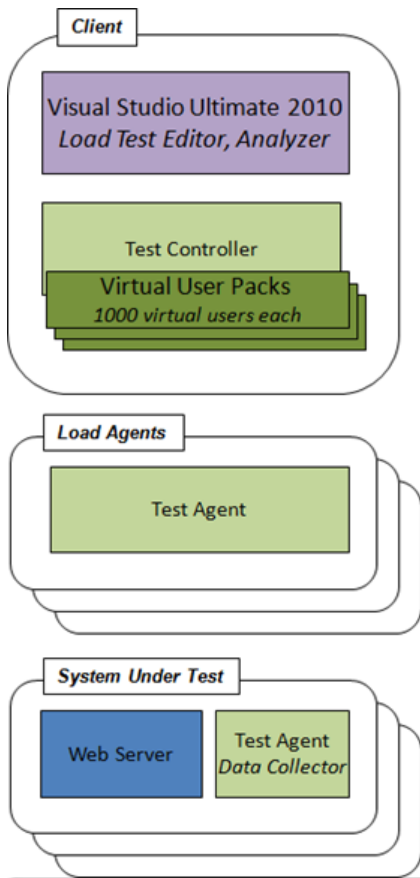 Client
Visual Studio Ultimate 2010
Load Test Editor, Analyzer
Test Controller
Virtual User Packs
1000 virtual users each
Load Agents
Test Agent
System Under Test
Web Server
Test Agent
Data Collector